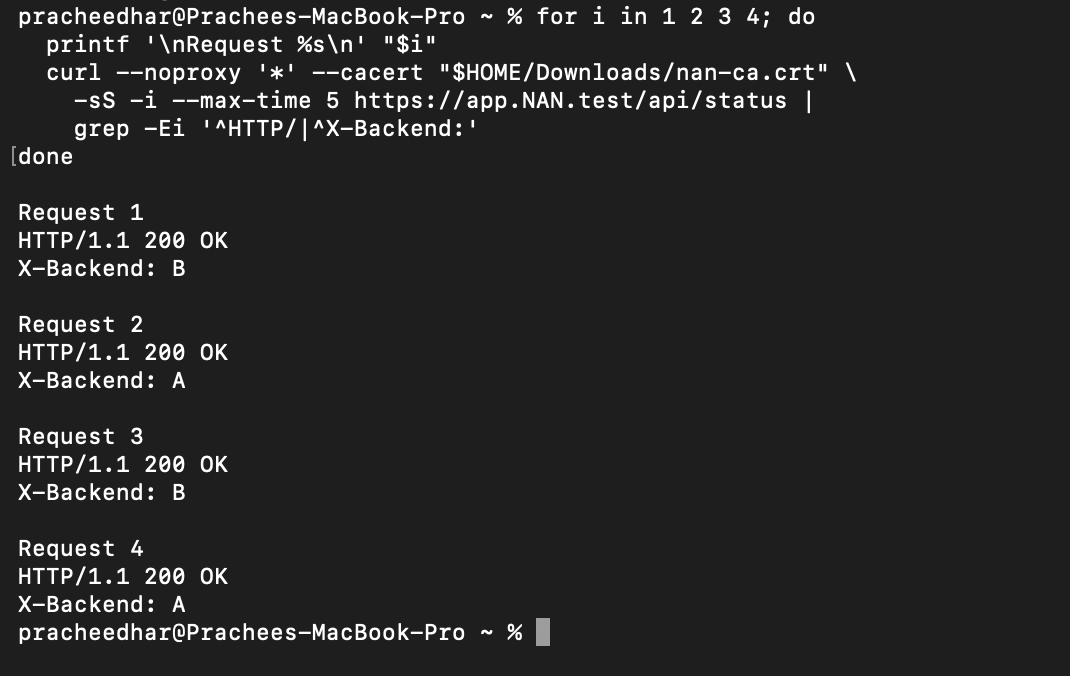 pracheedhar@Prachees-MacBook-Pro ~ % for i in 1 2 3 4; do
  printf '\nRequest %s\n' "$i"
  curl --noproxy '*' --cacert "$HOME/Downloads/nan-ca.crt" \
    -sS -i --max-time 5 https://app.NAN.test/api/status |
    grep -Ei '^HTTP/|^X-Backend:'
[done

Request 1
HTTP/1.1 200 OK
X-Backend: B

Request 2
HTTP/1.1 200 OK
X-Backend: A

Request 3
HTTP/1.1 200 OK
X-Backend: B

Request 4
HTTP/1.1 200 OK
X-Backend: A
pracheedhar@Prachees-MacBook-Pro ~ %